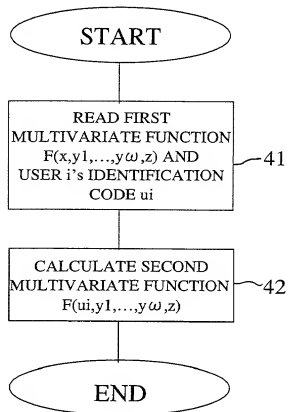 START
READ FIRST
MULTIVARIATE FUNCTION
F(x,y1,...,yω,z) AND
USER i's IDENTIFICATION
CODE ui
41
CALCULATE SECOND
MULTIVARIATE FUNCTION
F(ui,y1,...,yω,z)
42
END